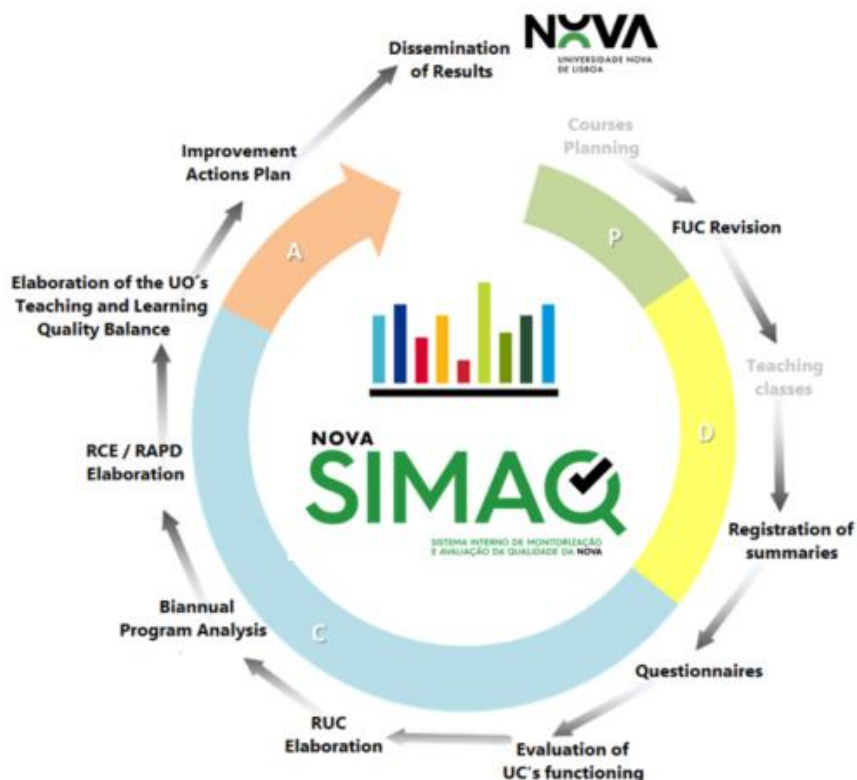 Dissemination
of Results
NOVA
UNIVERSIDADE NOVA
DE LISBOA
Courses
Planning
FUC Revision
Teaching
classes
Registration of
summaries
Questionnaires
Evaluation of
UC's functioning
RUC
Elaboration
Biannual
Program Analysis
RCE / RAPD
Elaboration
Elaboration of the UO´s
Teaching and Learning
Quality Balance
Improvement
Actions Plan
P
D
C
A
NOVA
SIMAQ
SISTEMA INTERNO DE MONITORIZAÇÃO
E AVALIAÇÃO DA QUALIDADE DA NOVA